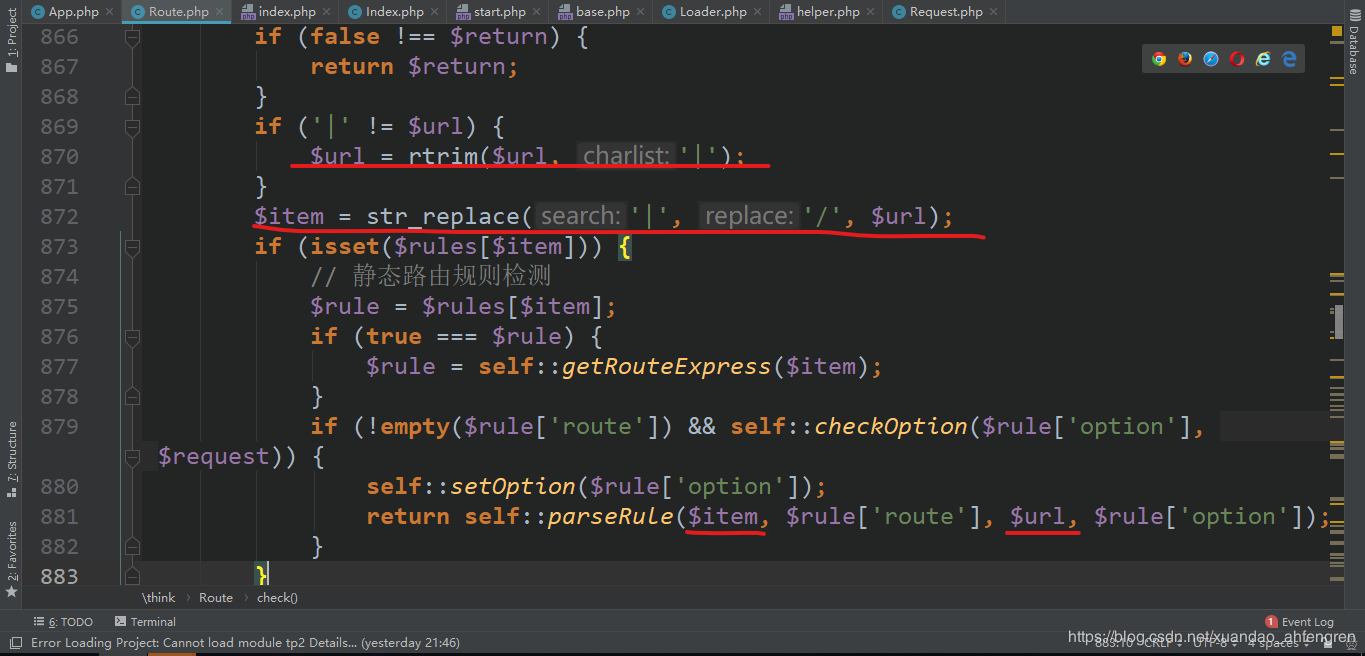 App.php × Route.php × index.php × Index.php × start.php × base.php × Loader.php × helper.php × Request.php ×
1: Project
Database
866 if (false !== $return) {
867 return $return;
868 }
869 if ('|' != $url) {
870 $url = rtrim($url, charlist: '|');
871 }
872 $item = str_replace( search: '|', replace: '/', $url);
873 if (isset($rules[$item])) {
874 // 静态路由规则检测
875 $rule = $rules[$item];
876 if (true === $rule) {
877 $rule = self::getRouteExpress($item);
878 }
879 if (!empty($rule['route']) && self::checkOption($rule['option'],
$request)) {
880 self::setOption($rule['option']);
881 return self::parseRule($item, $rule['route'], $url, $rule['option']);
882 }
883 }
7: Structure
2: Favorites
\think › Route › check()
6: TODO Terminal 1 Event Log
Error Loading Project: Cannot load module tp2 Details... (yesterday 21:46) 883:10 CRLF UTF-8 4 spaces
https://blog.csdn.net/xuandao_ahfengren